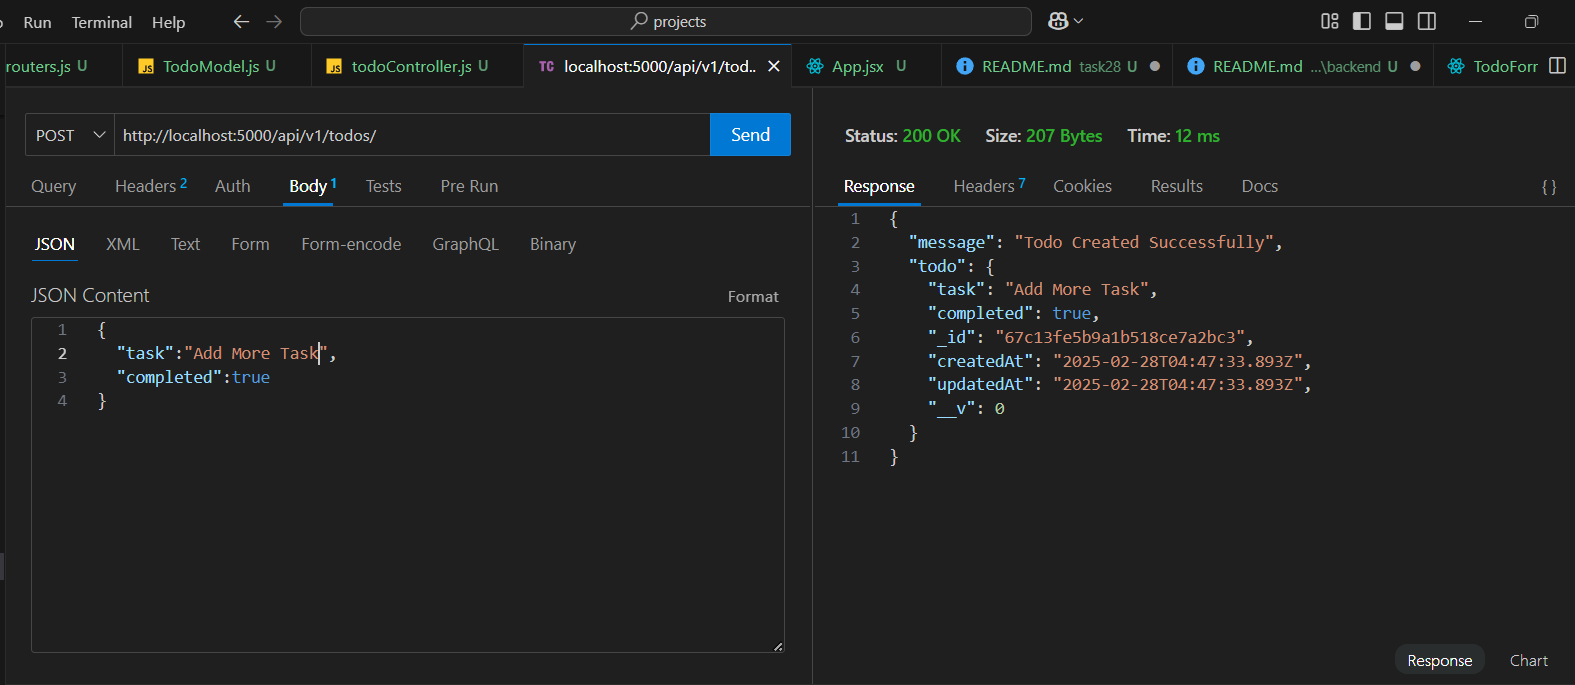 Run Terminal Help projects
routers.js U JS TodoModel.js U JS todoController.js U TC localhost:5000/api/v1/tod.. App.jsx U README.md task28 U README.md ...\backend U TodoForr
POST http://localhost:5000/api/v1/todos/ Send
Query Headers 2 Auth Body 1 Tests Pre Run
JSON XML Text Form Form-encode GraphQL Binary
JSON Content Format
1 {
2 "task":"Add More Task",
3 "completed":true
4 }
Status: 200 OK Size: 207 Bytes Time: 12 ms
Response Headers 7 Cookies Results Docs { }
1 {
2 "message": "Todo Created Successfully",
3 "todo": {
4 "task": "Add More Task",
5 "completed": true,
6 "_id": "67c13fe5b9a1b518ce7a2bc3",
7 "createdAt": "2025-02-28T04:47:33.893Z",
8 "updatedAt": "2025-02-28T04:47:33.893Z",
9 "__v": 0
10 }
11 }
Response Chart